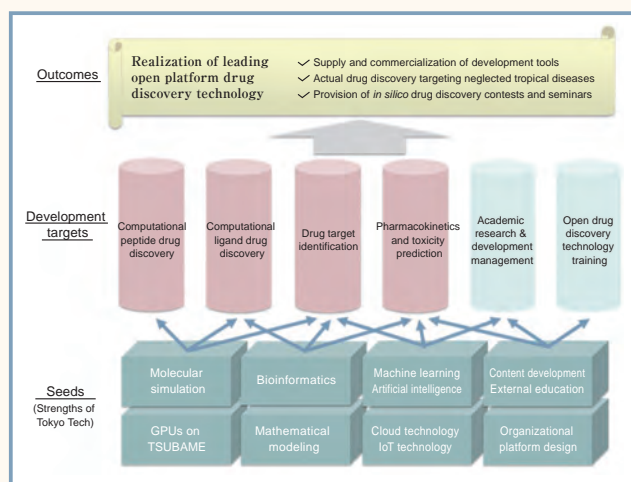 Outcomes
Realization of leading
open platform drug
discovery technology
✓ Supply and commercialization of development tools
✓ Actual drug discovery targeting neglected tropical diseases
✓ Provision of in silico drug discovery contests and seminars
Development
targets
Computational
peptide drug
discovery
Computational
ligand drug
discovery
Drug target
identification
Pharmacokinetics
and toxicity
prediction
Academic
research &
development
management
Open drug
discovery
technology
training
Seeds
(Strengths of
Tokyo Tech)
Molecular
simulation
Bioinformatics
Machine learning
Artificial intelligence
Content development
External education
GPUs on
TSUBAME
Mathematical
modeling
Cloud technology
IoT technology
Organizational
platform design